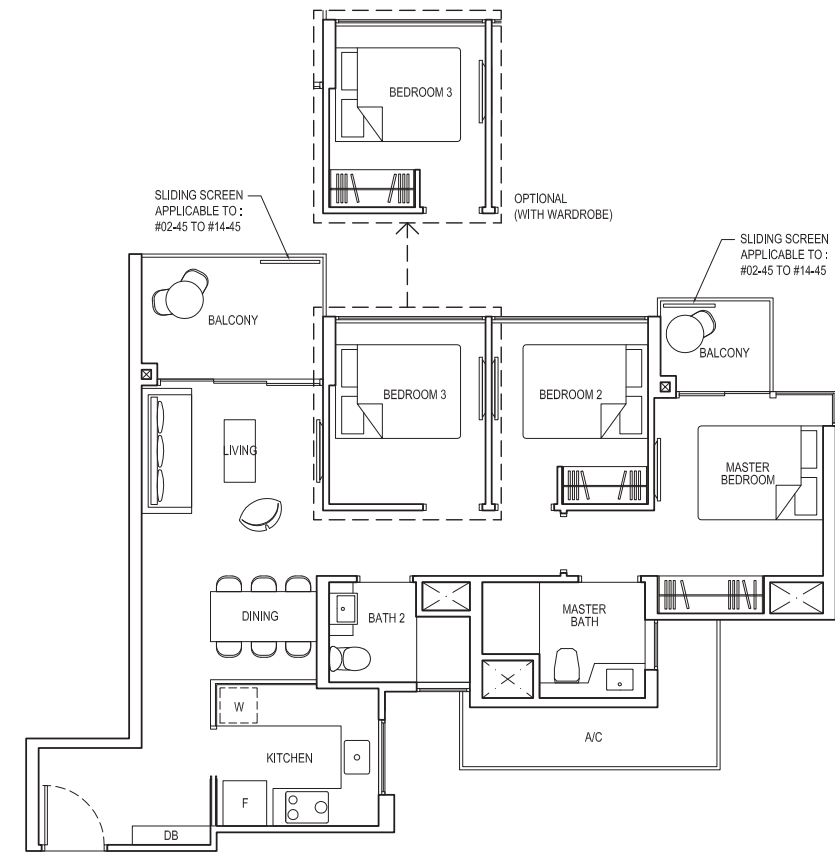 BEDROOM 3
OPTIONAL
(WITH WARDROBE)
SLIDING SCREEN
APPLICABLE TO :
#02-45 TO #14-45
SLIDING SCREEN
APPLICABLE TO :
#02-45 TO #14-45
BALCONY
BALCONY
BEDROOM 3
BEDROOM 2
LIVING
MASTER
BEDROOM
DINING
BATH 2
MASTER
BATH
W
KITCHEN
A/C
F
DB